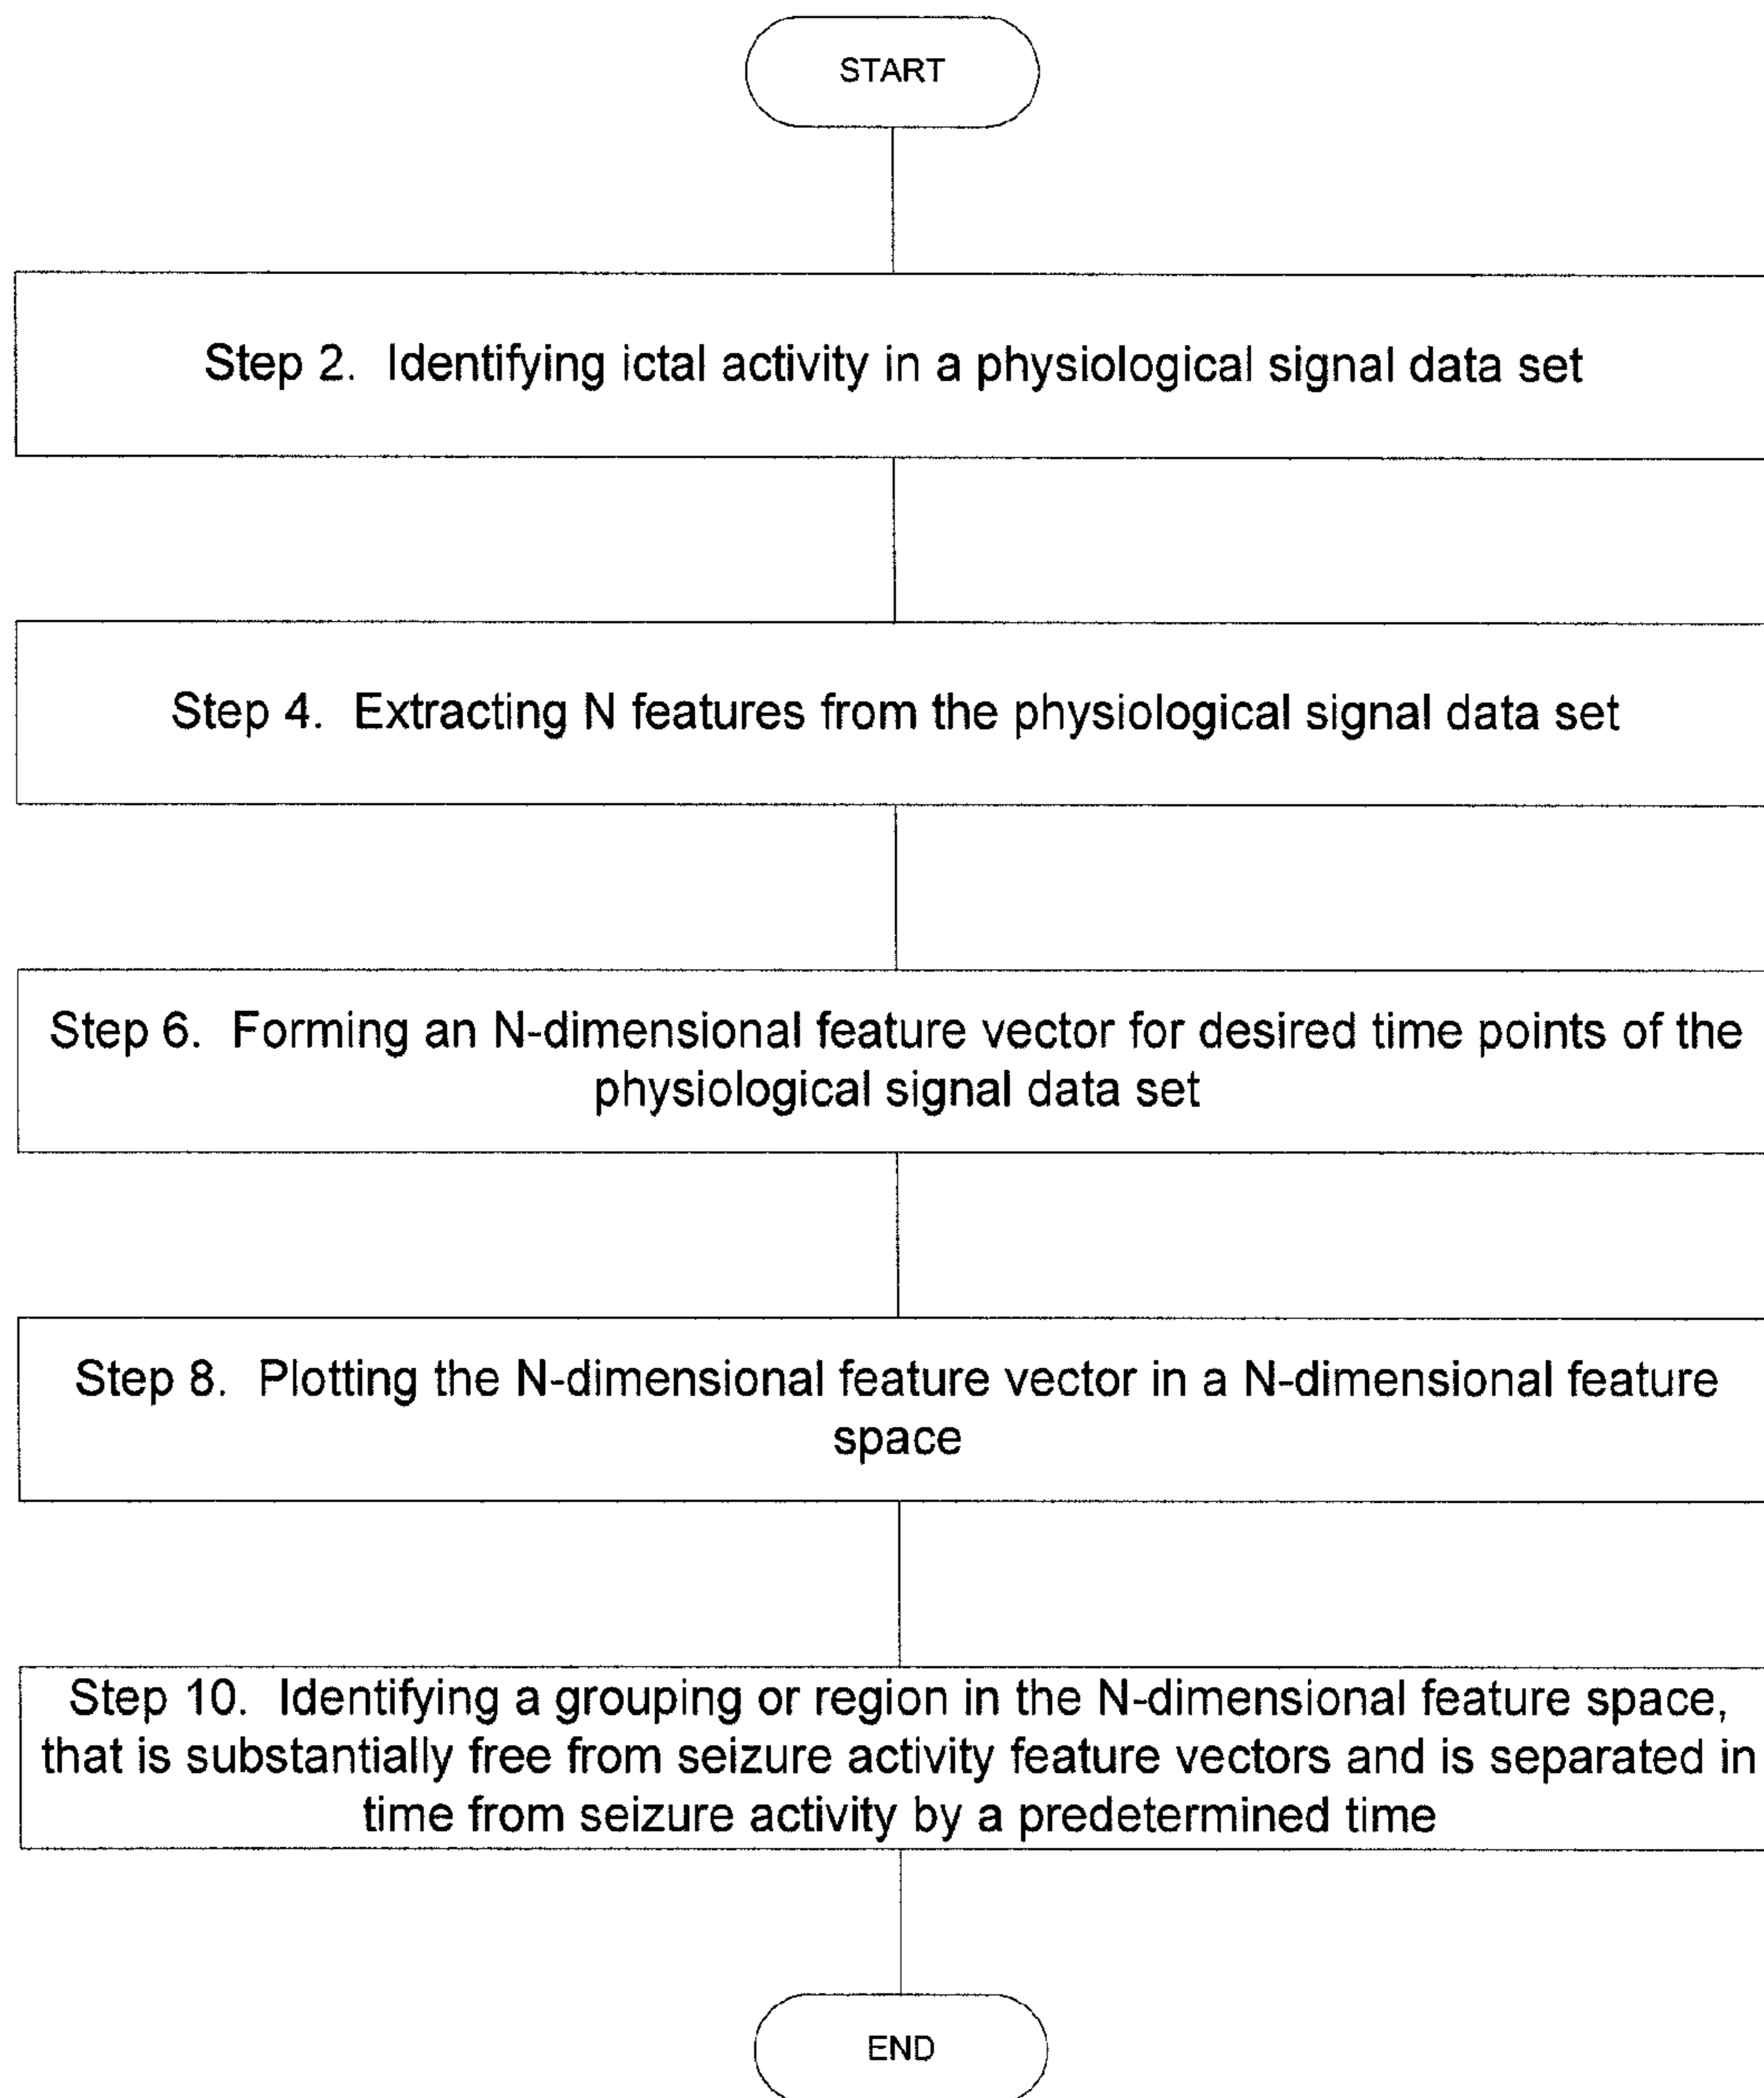 START
Step 2. Identifying ictal activity in a physiological signal data set
Step 4. Extracting N features from the physiological signal data set
Step 6. Forming an N-dimensional feature vector for desired time points of the
physiological signal data set
Step 8. Plotting the N-dimensional feature vector in a N-dimensional feature
space
Step 10. Identifying a grouping or region in the N-dimensional feature space,
that is substantially free from seizure activity feature vectors and is separated in
time from seizure activity by a predetermined time
END